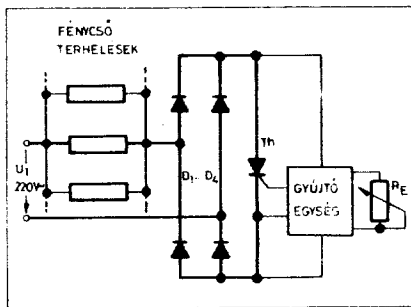 FÉNYCSŐ
TERHELÉSEK
U1
220V~
D1... D4
Th
GYÚJTÓ
EGYSÉG
RE